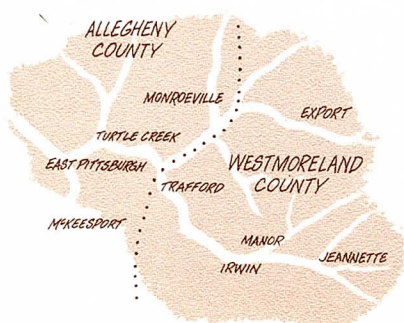 ALLEGHENY
COUNTY
MONROEVILLE
EXPORT
TURTLE CREEK
EAST PITTSBURGH
WESTMORELAND
COUNTY
TRAFFORD
McKEESPORT
MANOR
JEANNETTE
IRWIN